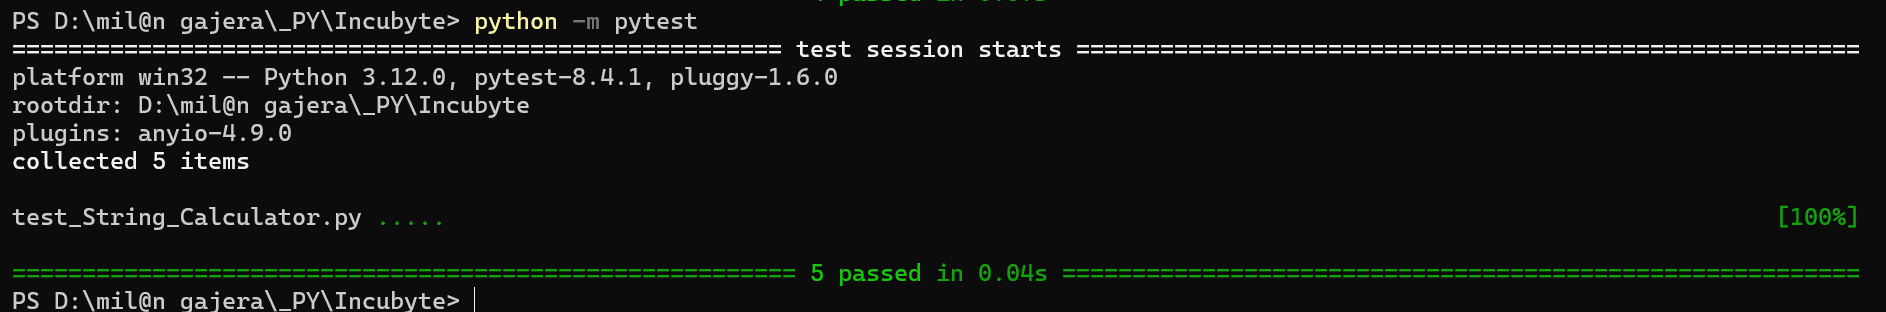 PS D:\mil@n gajera\_PY\Incubyte> python -m pytest
======================================================= test session starts ========================================================
platform win32 -- Python 3.12.0, pytest-8.4.1, pluggy-1.6.0
rootdir: D:\mil@n gajera\_PY\Incubyte
plugins: anyio-4.9.0
collected 5 items
test_String_Calculator.py ..... [100%]
======================================================== 5 passed in 0.04s =========================================================
PS D:\mil@n gajera\_PY\Incubyte>